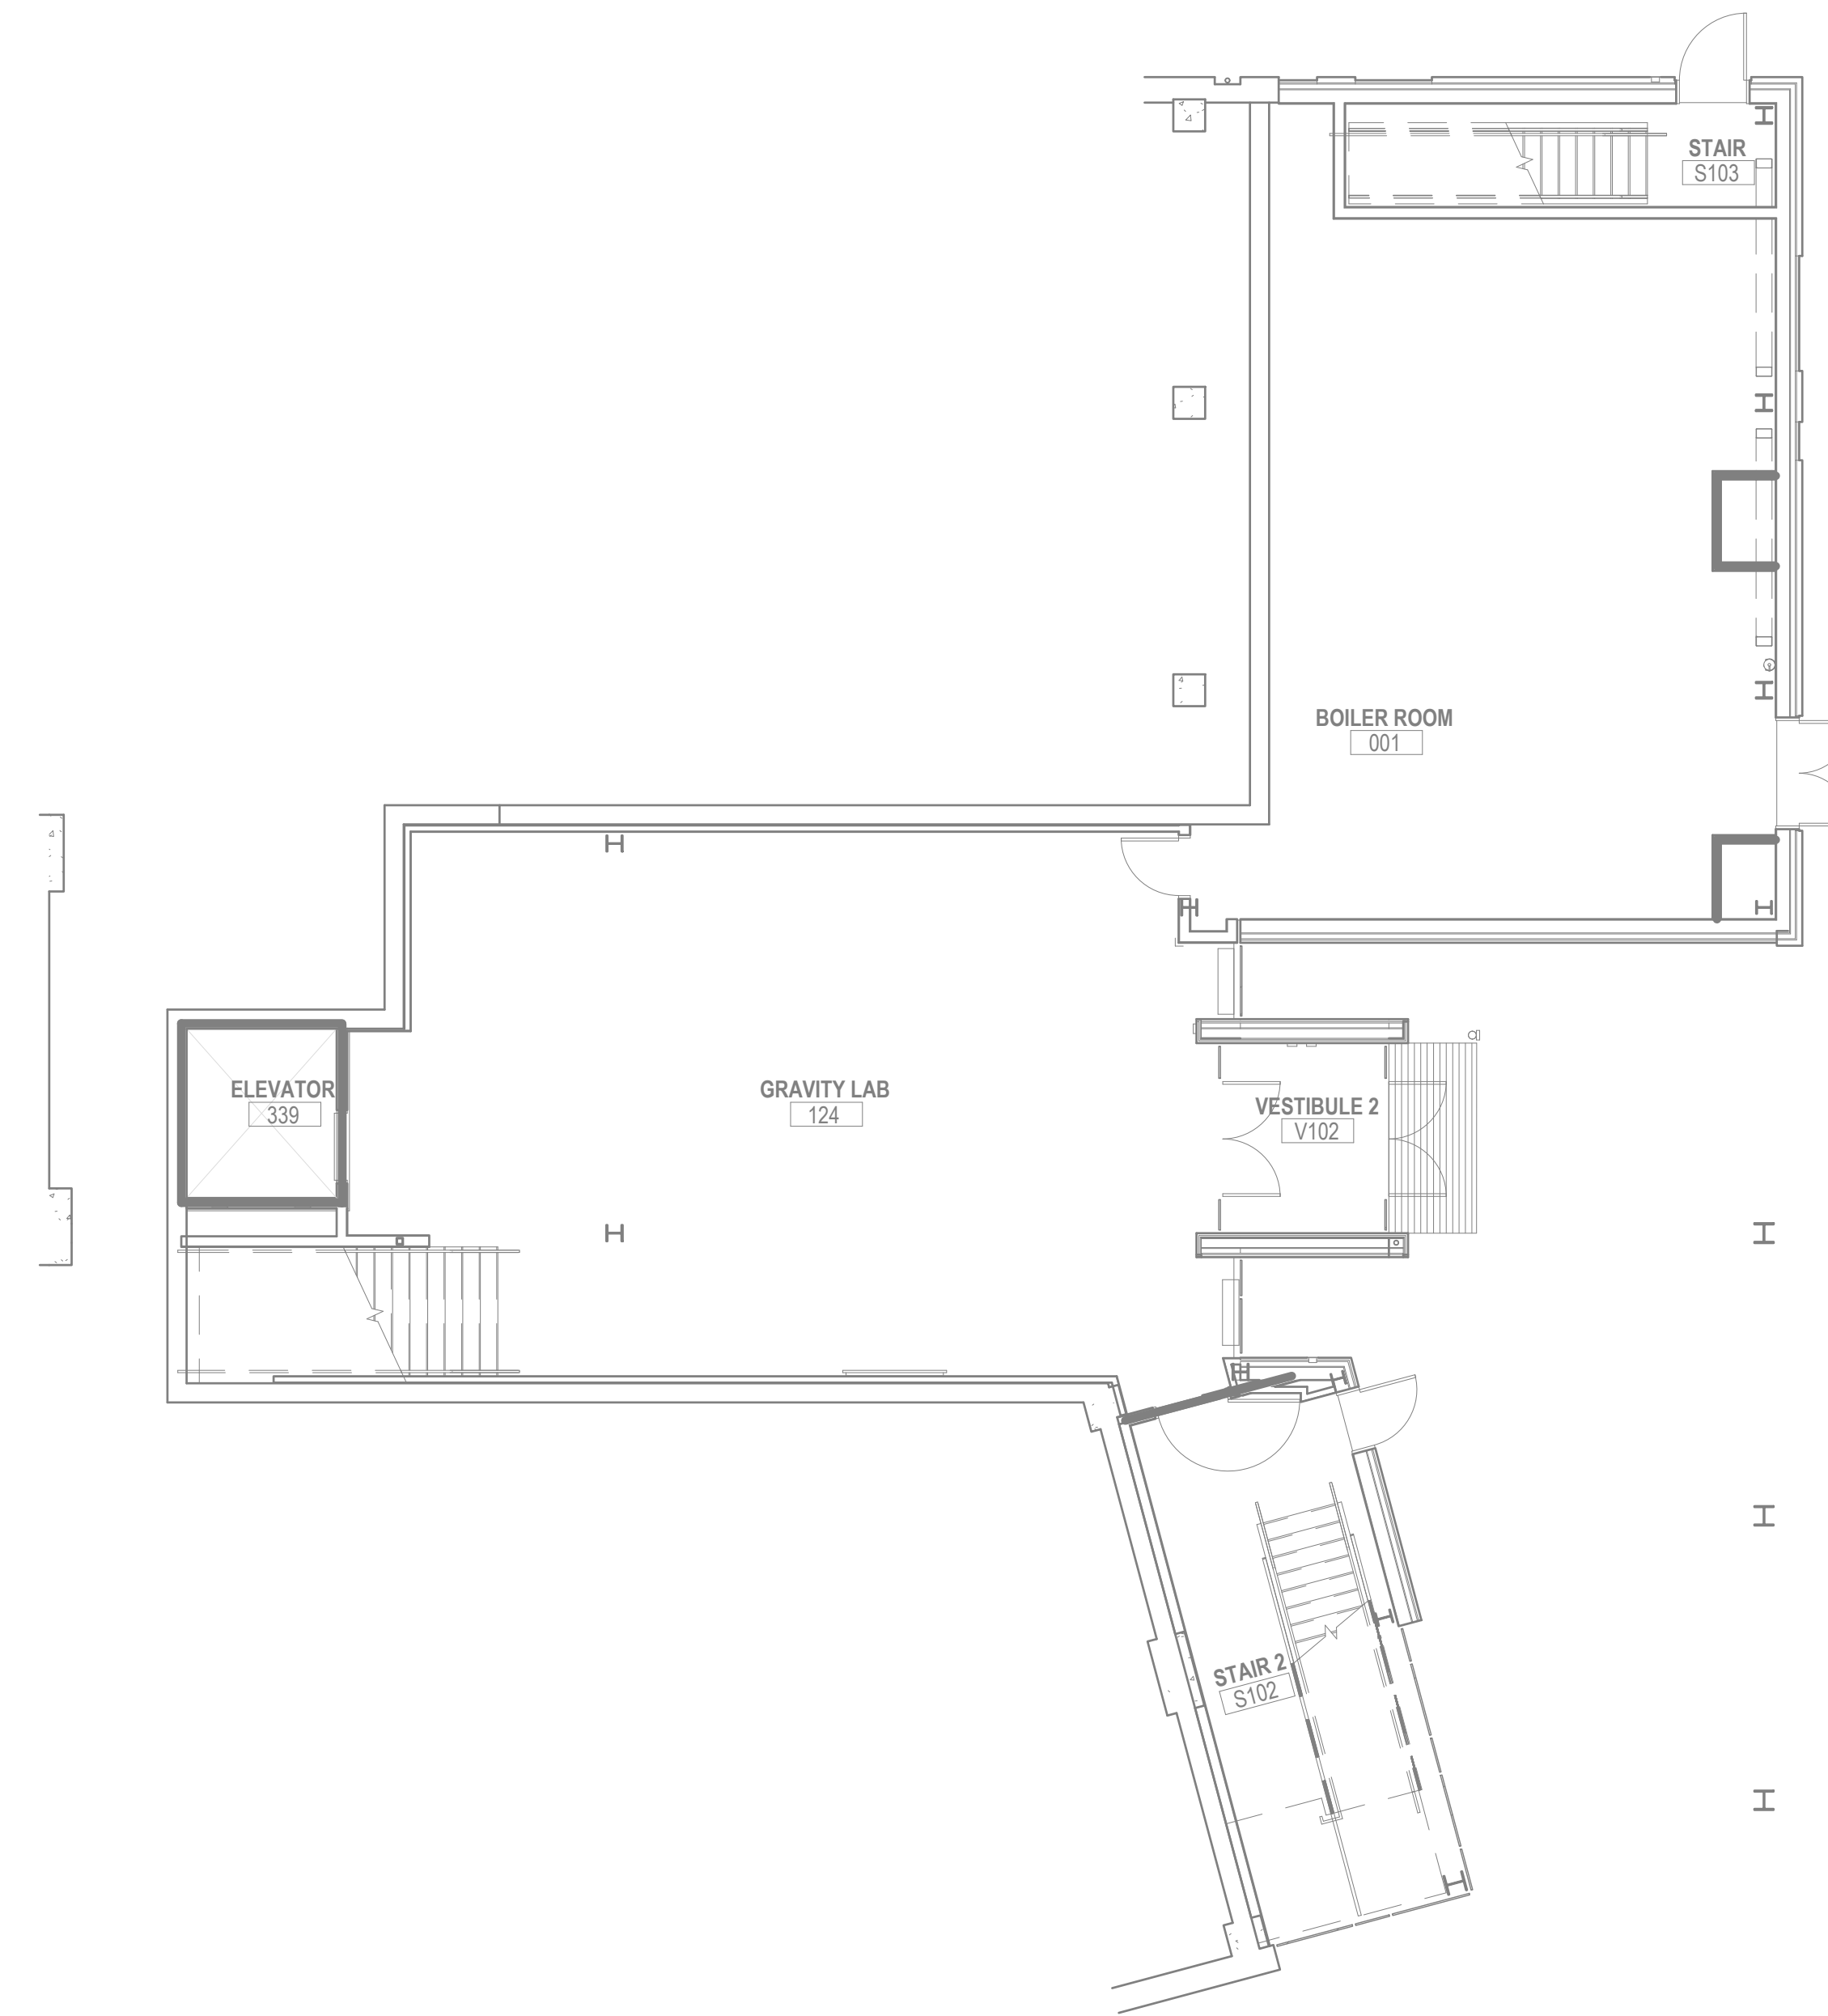 STAIR
S103
BOILER ROOM
001
ELEVATOR
339
GRAVITY LAB
124
VESTIBULE 2
V102
STAIR 2
S102